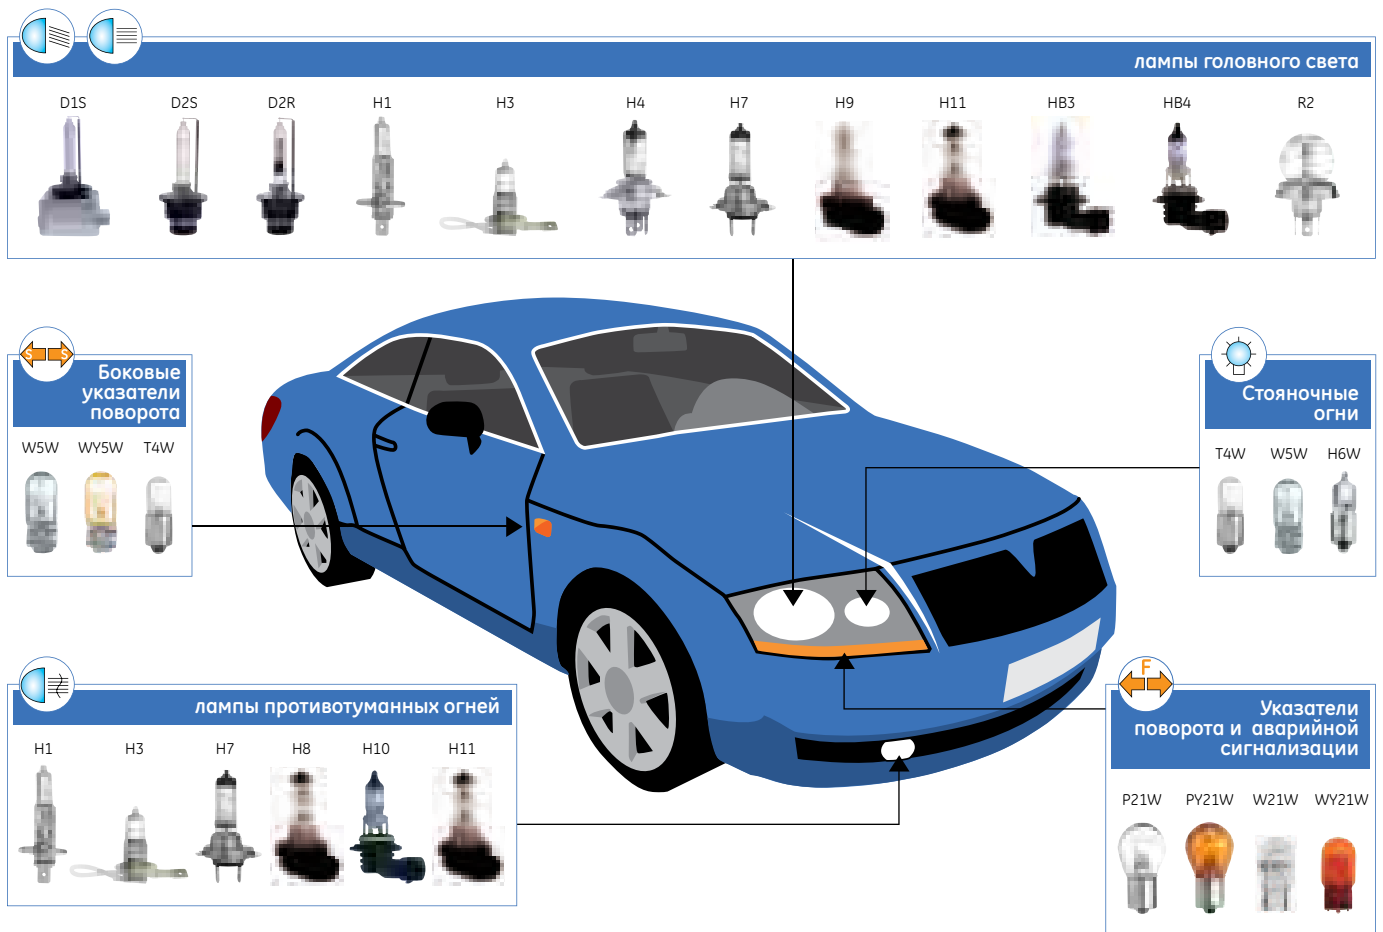 лампы головного света
D1S D2S D2R H1 H3 H4 H7 H9 H11 HB3 HB4 R2
S S
Боковые
указатели
поворота
W5W WY5W T4W
Стояночные
огни
T4W W5W H6W
лампы противотуманных огней
H1 H3 H7 H8 H10 H11
F
Указатели
поворота и аварийной
сигнализации
P21W PY21W W21W WY21W